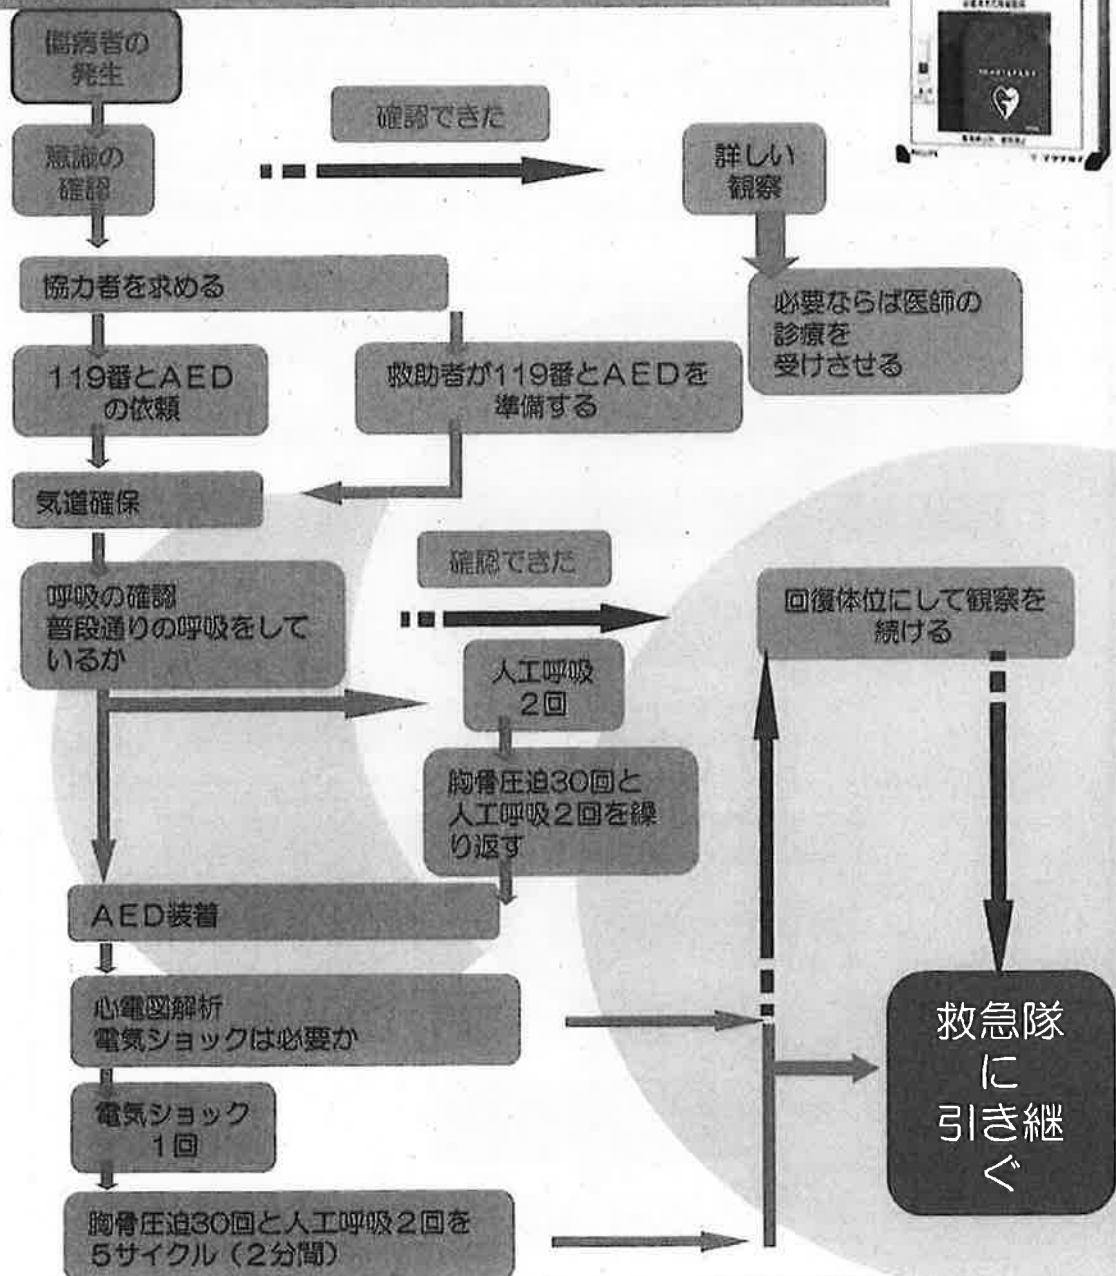 傷病者の
発生
意識の
確認
確認できた
詳しい
観察
協力者を求める
必要ならば医師の
診療を
受けさせる
119番とAED
の依頼
救助者が119番とAEDを
準備する
気道確保
確認できた
呼吸の確認
普段通りの呼吸をして
いるか
回復体位にして観察を
続ける
人工呼吸
2回
胸骨圧迫30回と
人工呼吸2回を繰
り返す
AED装着
心電図解析
電気ショックは必要か
救急隊
に
引き継
ぐ
電気ショック
1回
胸骨圧迫30回と人工呼吸2回を
5サイクル(2分間)